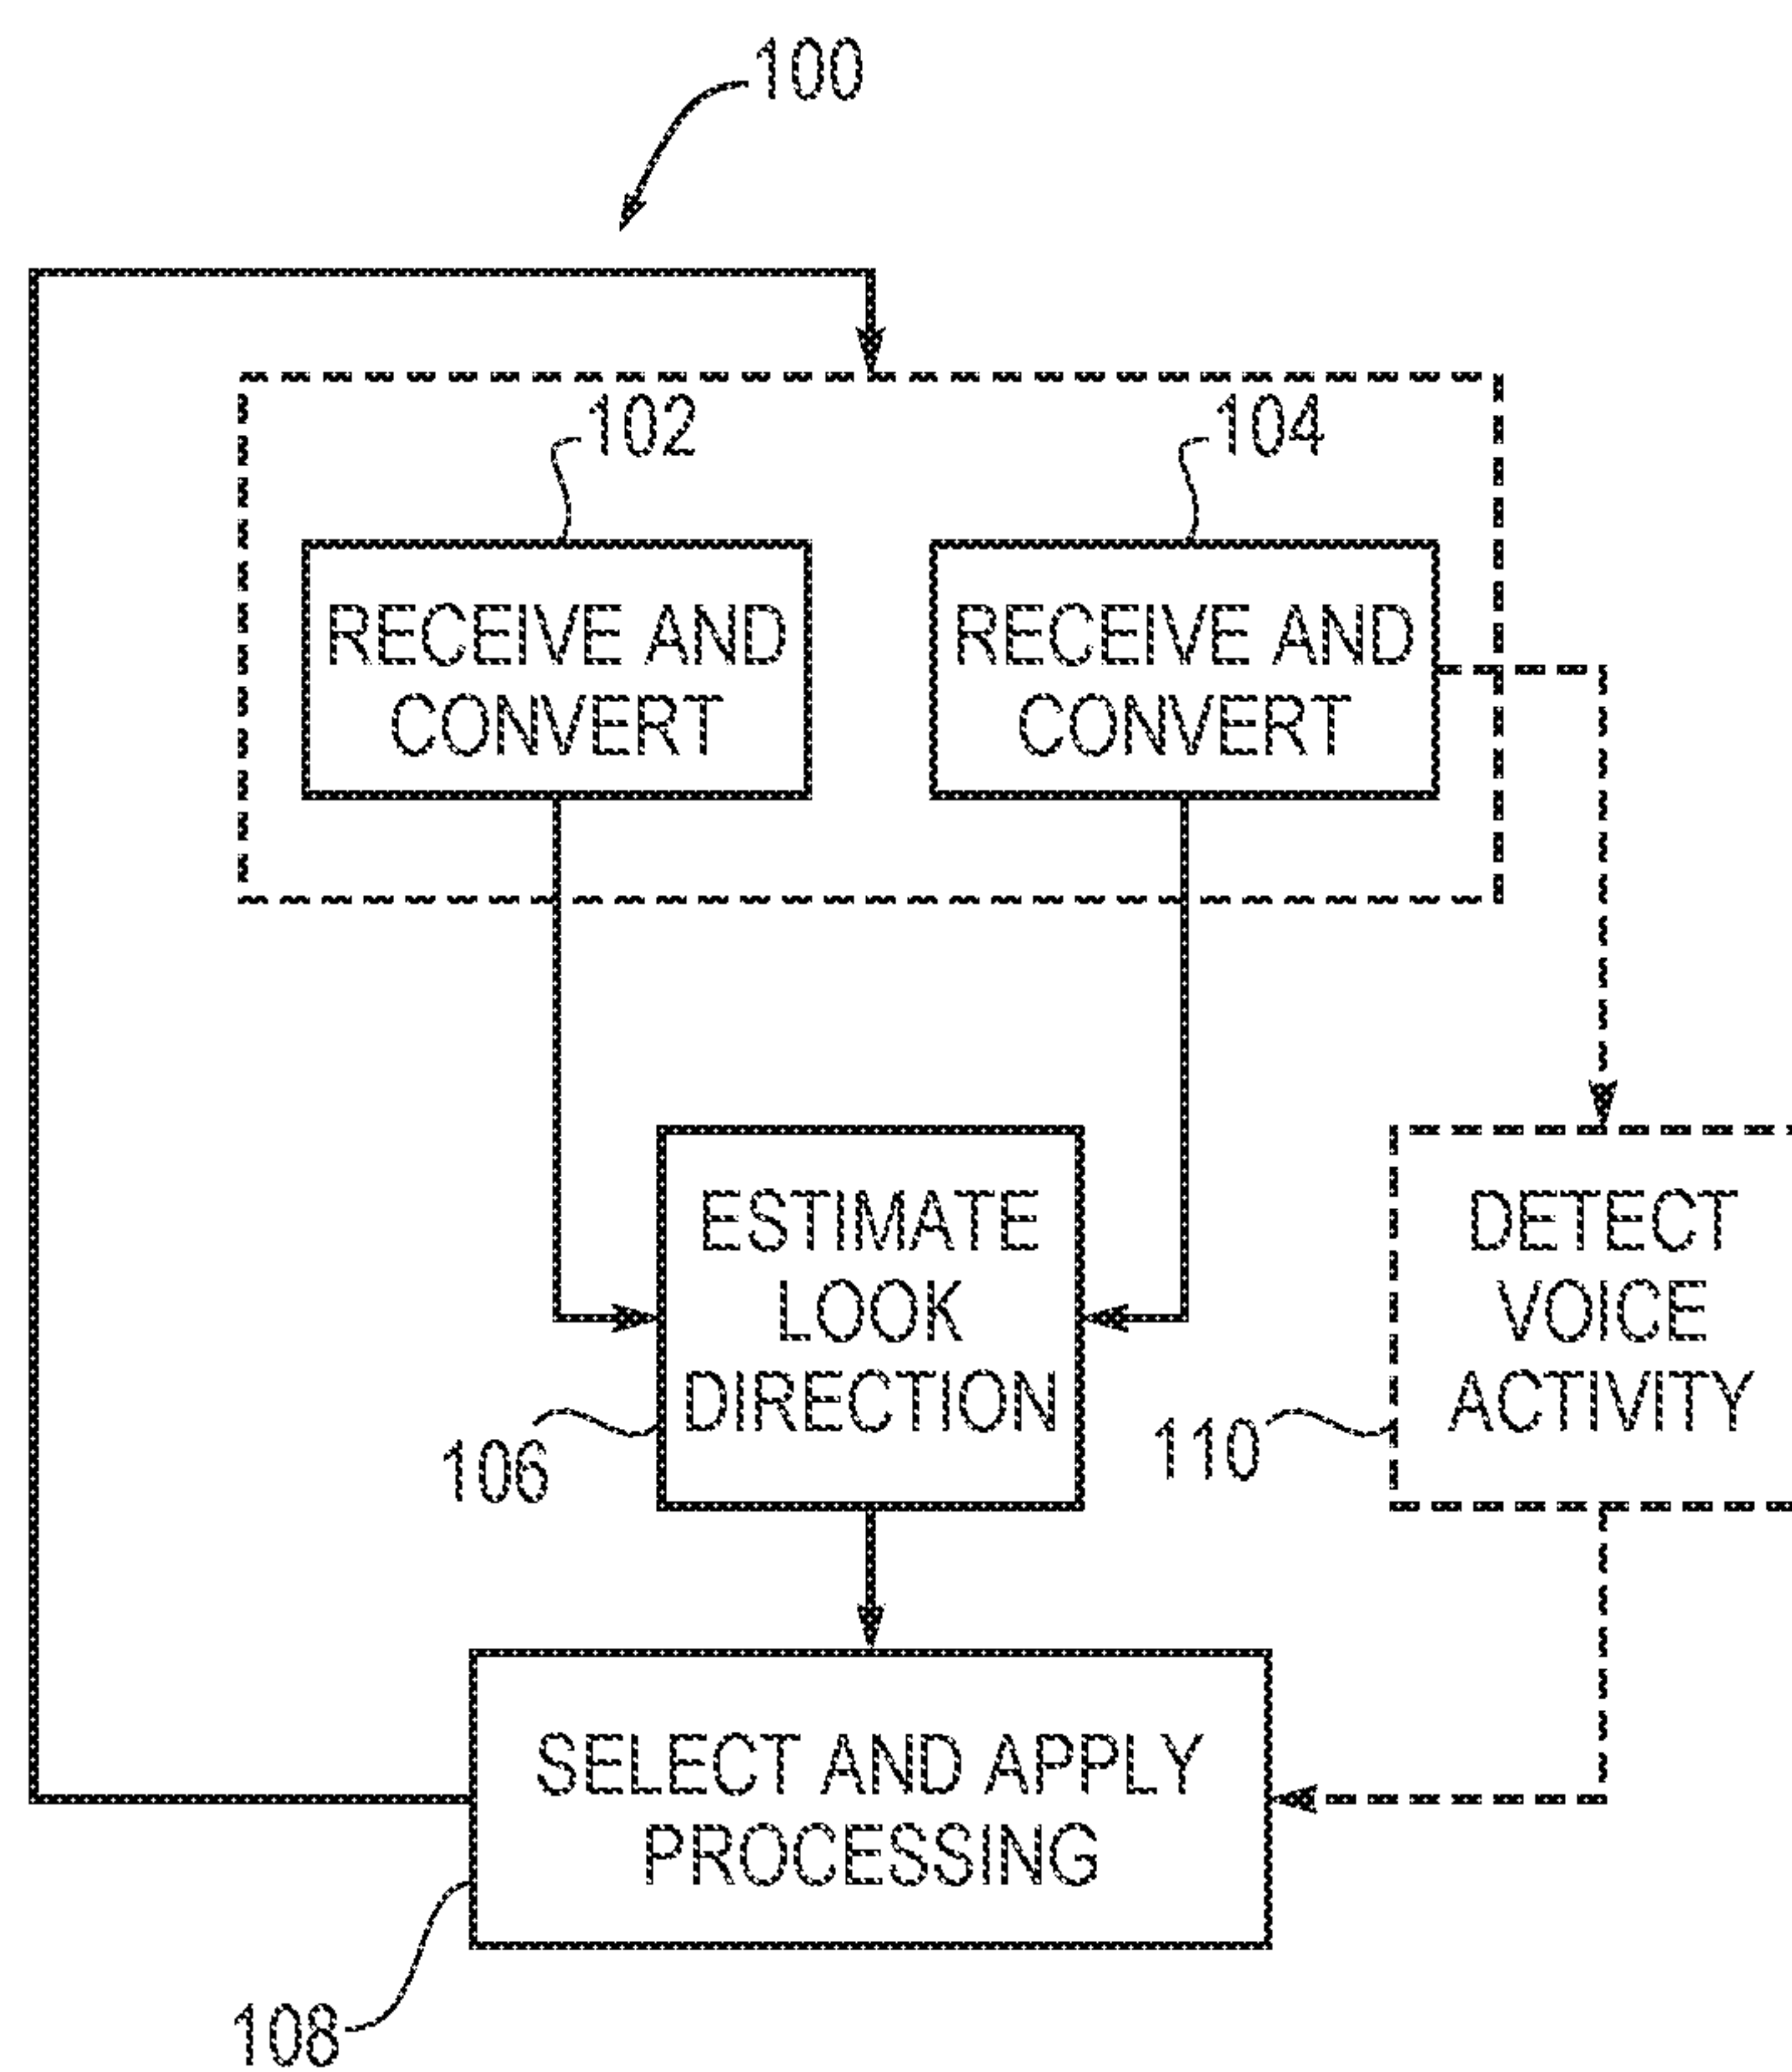 100
102
104
RECEIVE AND
CONVERT
RECEIVE AND
CONVERT
ESTIMATE
LOOK
DIRECTION
106
DETECT
VOICE
ACTIVITY
110
SELECT AND APPLY
PROCESSING
108